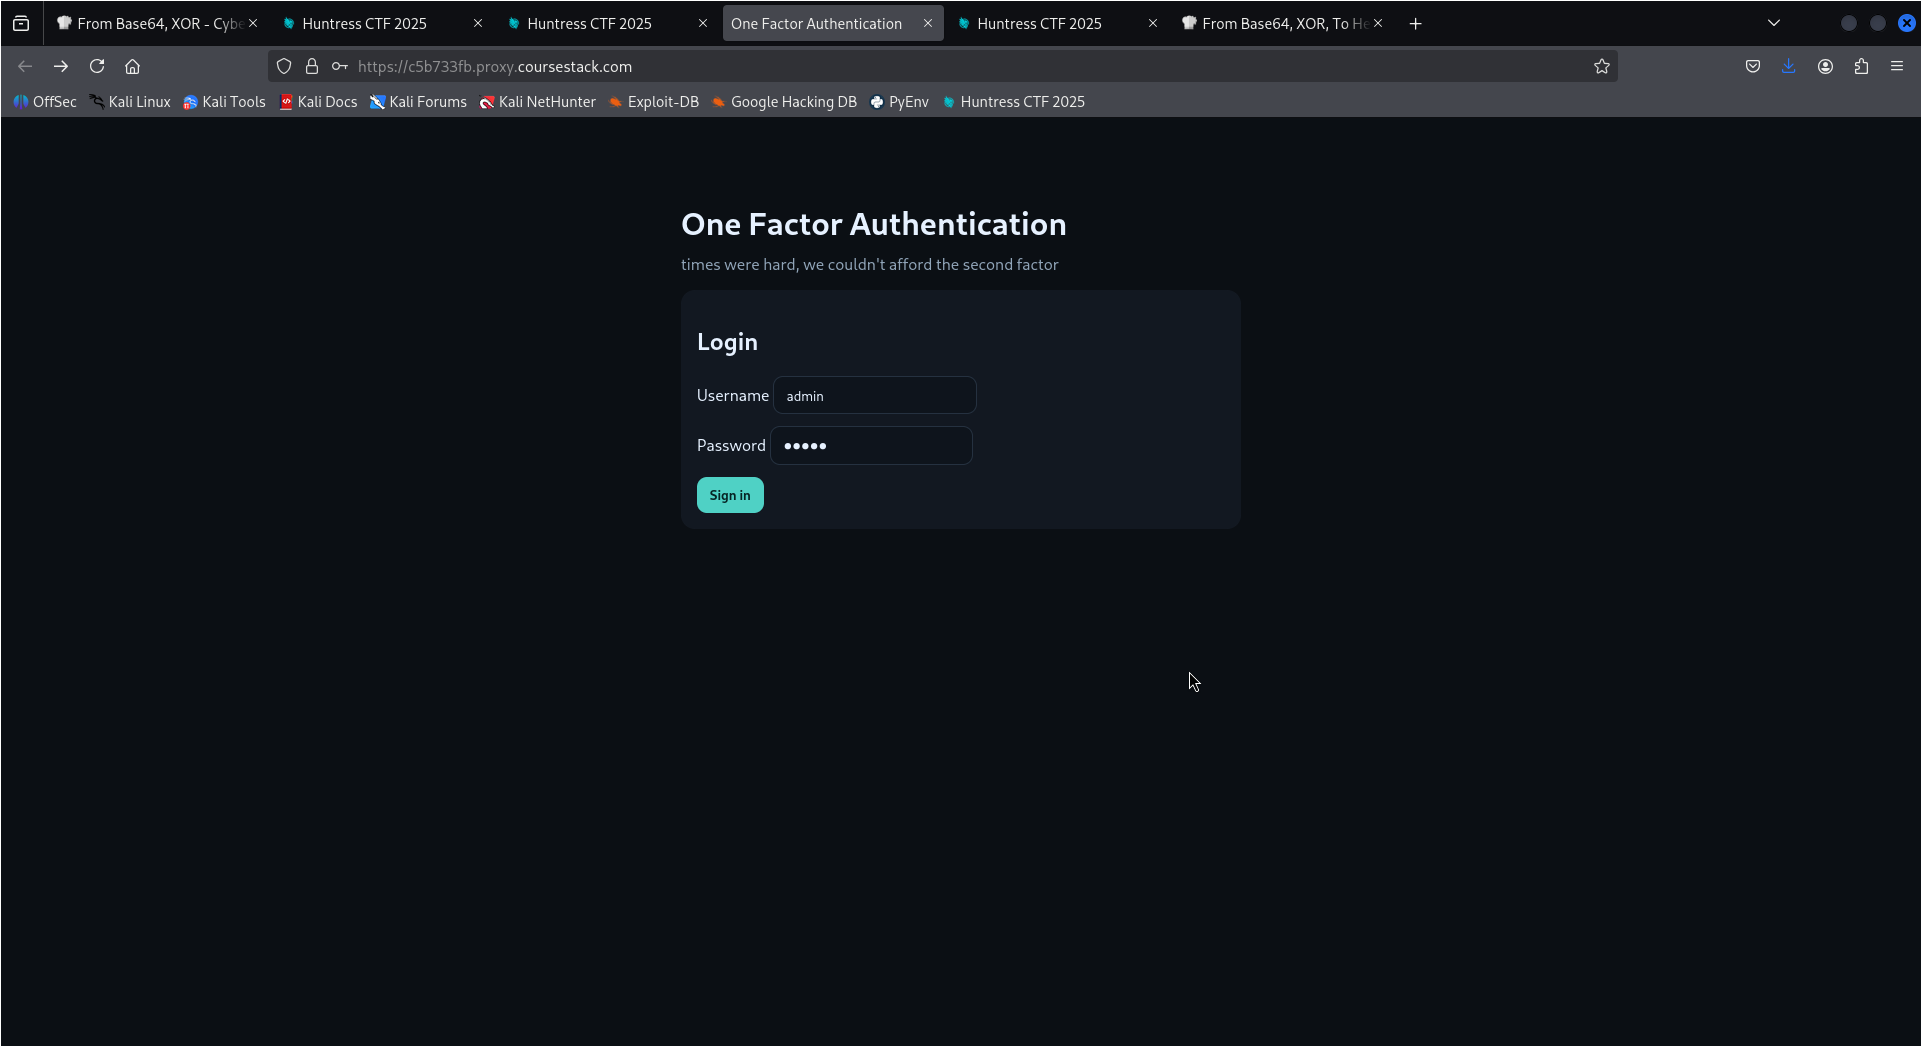 From Base64, XOR - Cybe
Huntress CTF 2025
Huntress CTF 2025
One Factor Authentication
Huntress CTF 2025
From Base64, XOR, To He
https://c5b733fb.proxy.coursestack.com
OffSec
Kali Linux
Kali Tools
Kali Docs
Kali Forums
Kali NetHunter
Exploit-DB
Google Hacking DB
PyEnv
Huntress CTF 2025
One Factor Authentication
times were hard, we couldn't afford the second factor
Login
Username admin
Password •••••
Sign in